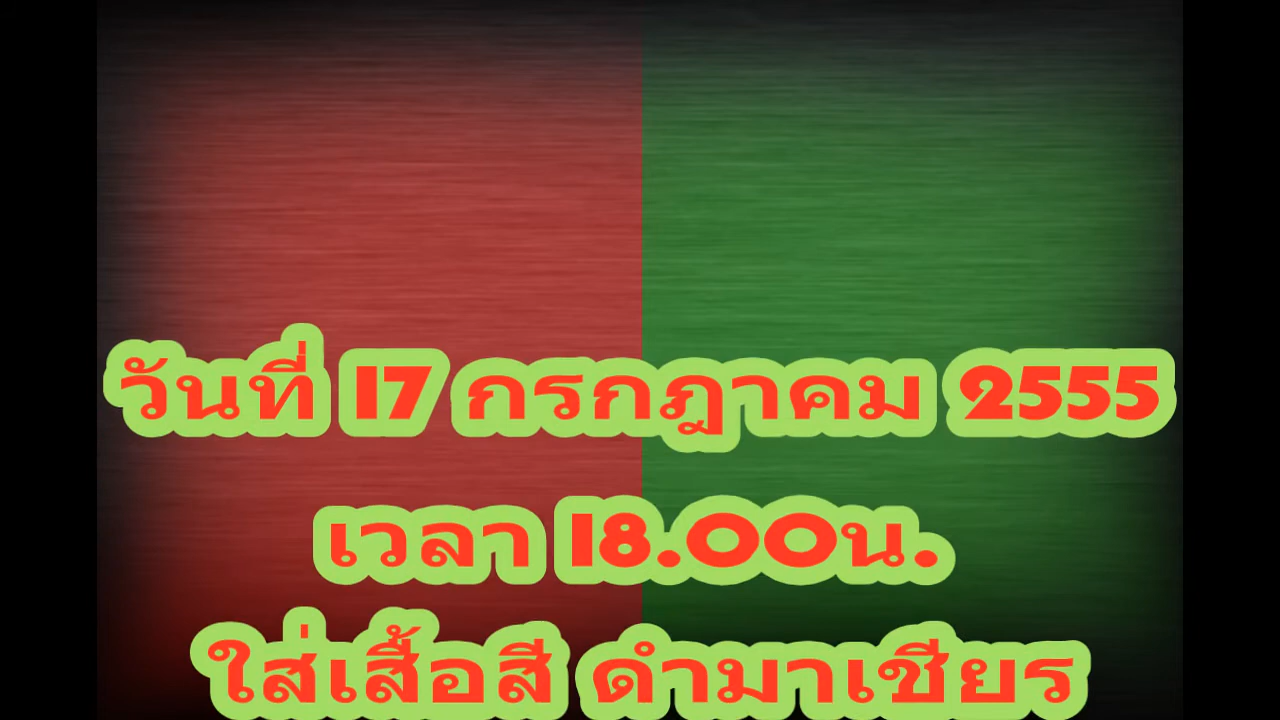 วันที่ 17 กรกฎาคม 2555
เวลา 18.00น.
ใส่เสื้อสี ดำมาเชียร